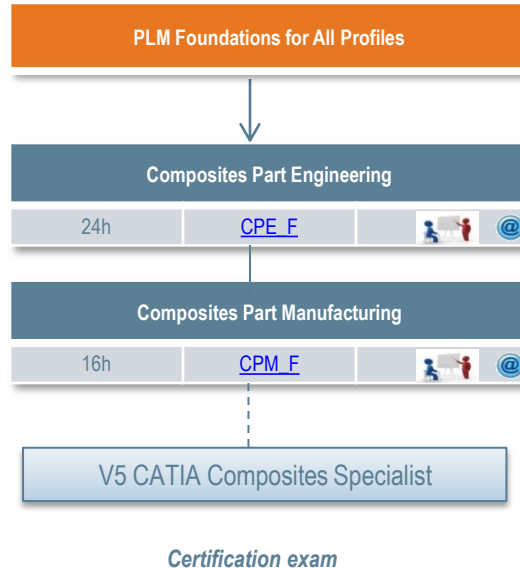 PLM Foundations for All Profiles
Composites Part Engineering
24h CPE_F @
Composites Part Manufacturing
16h CPM_F @
V5 CATIA Composites Specialist
Certification exam